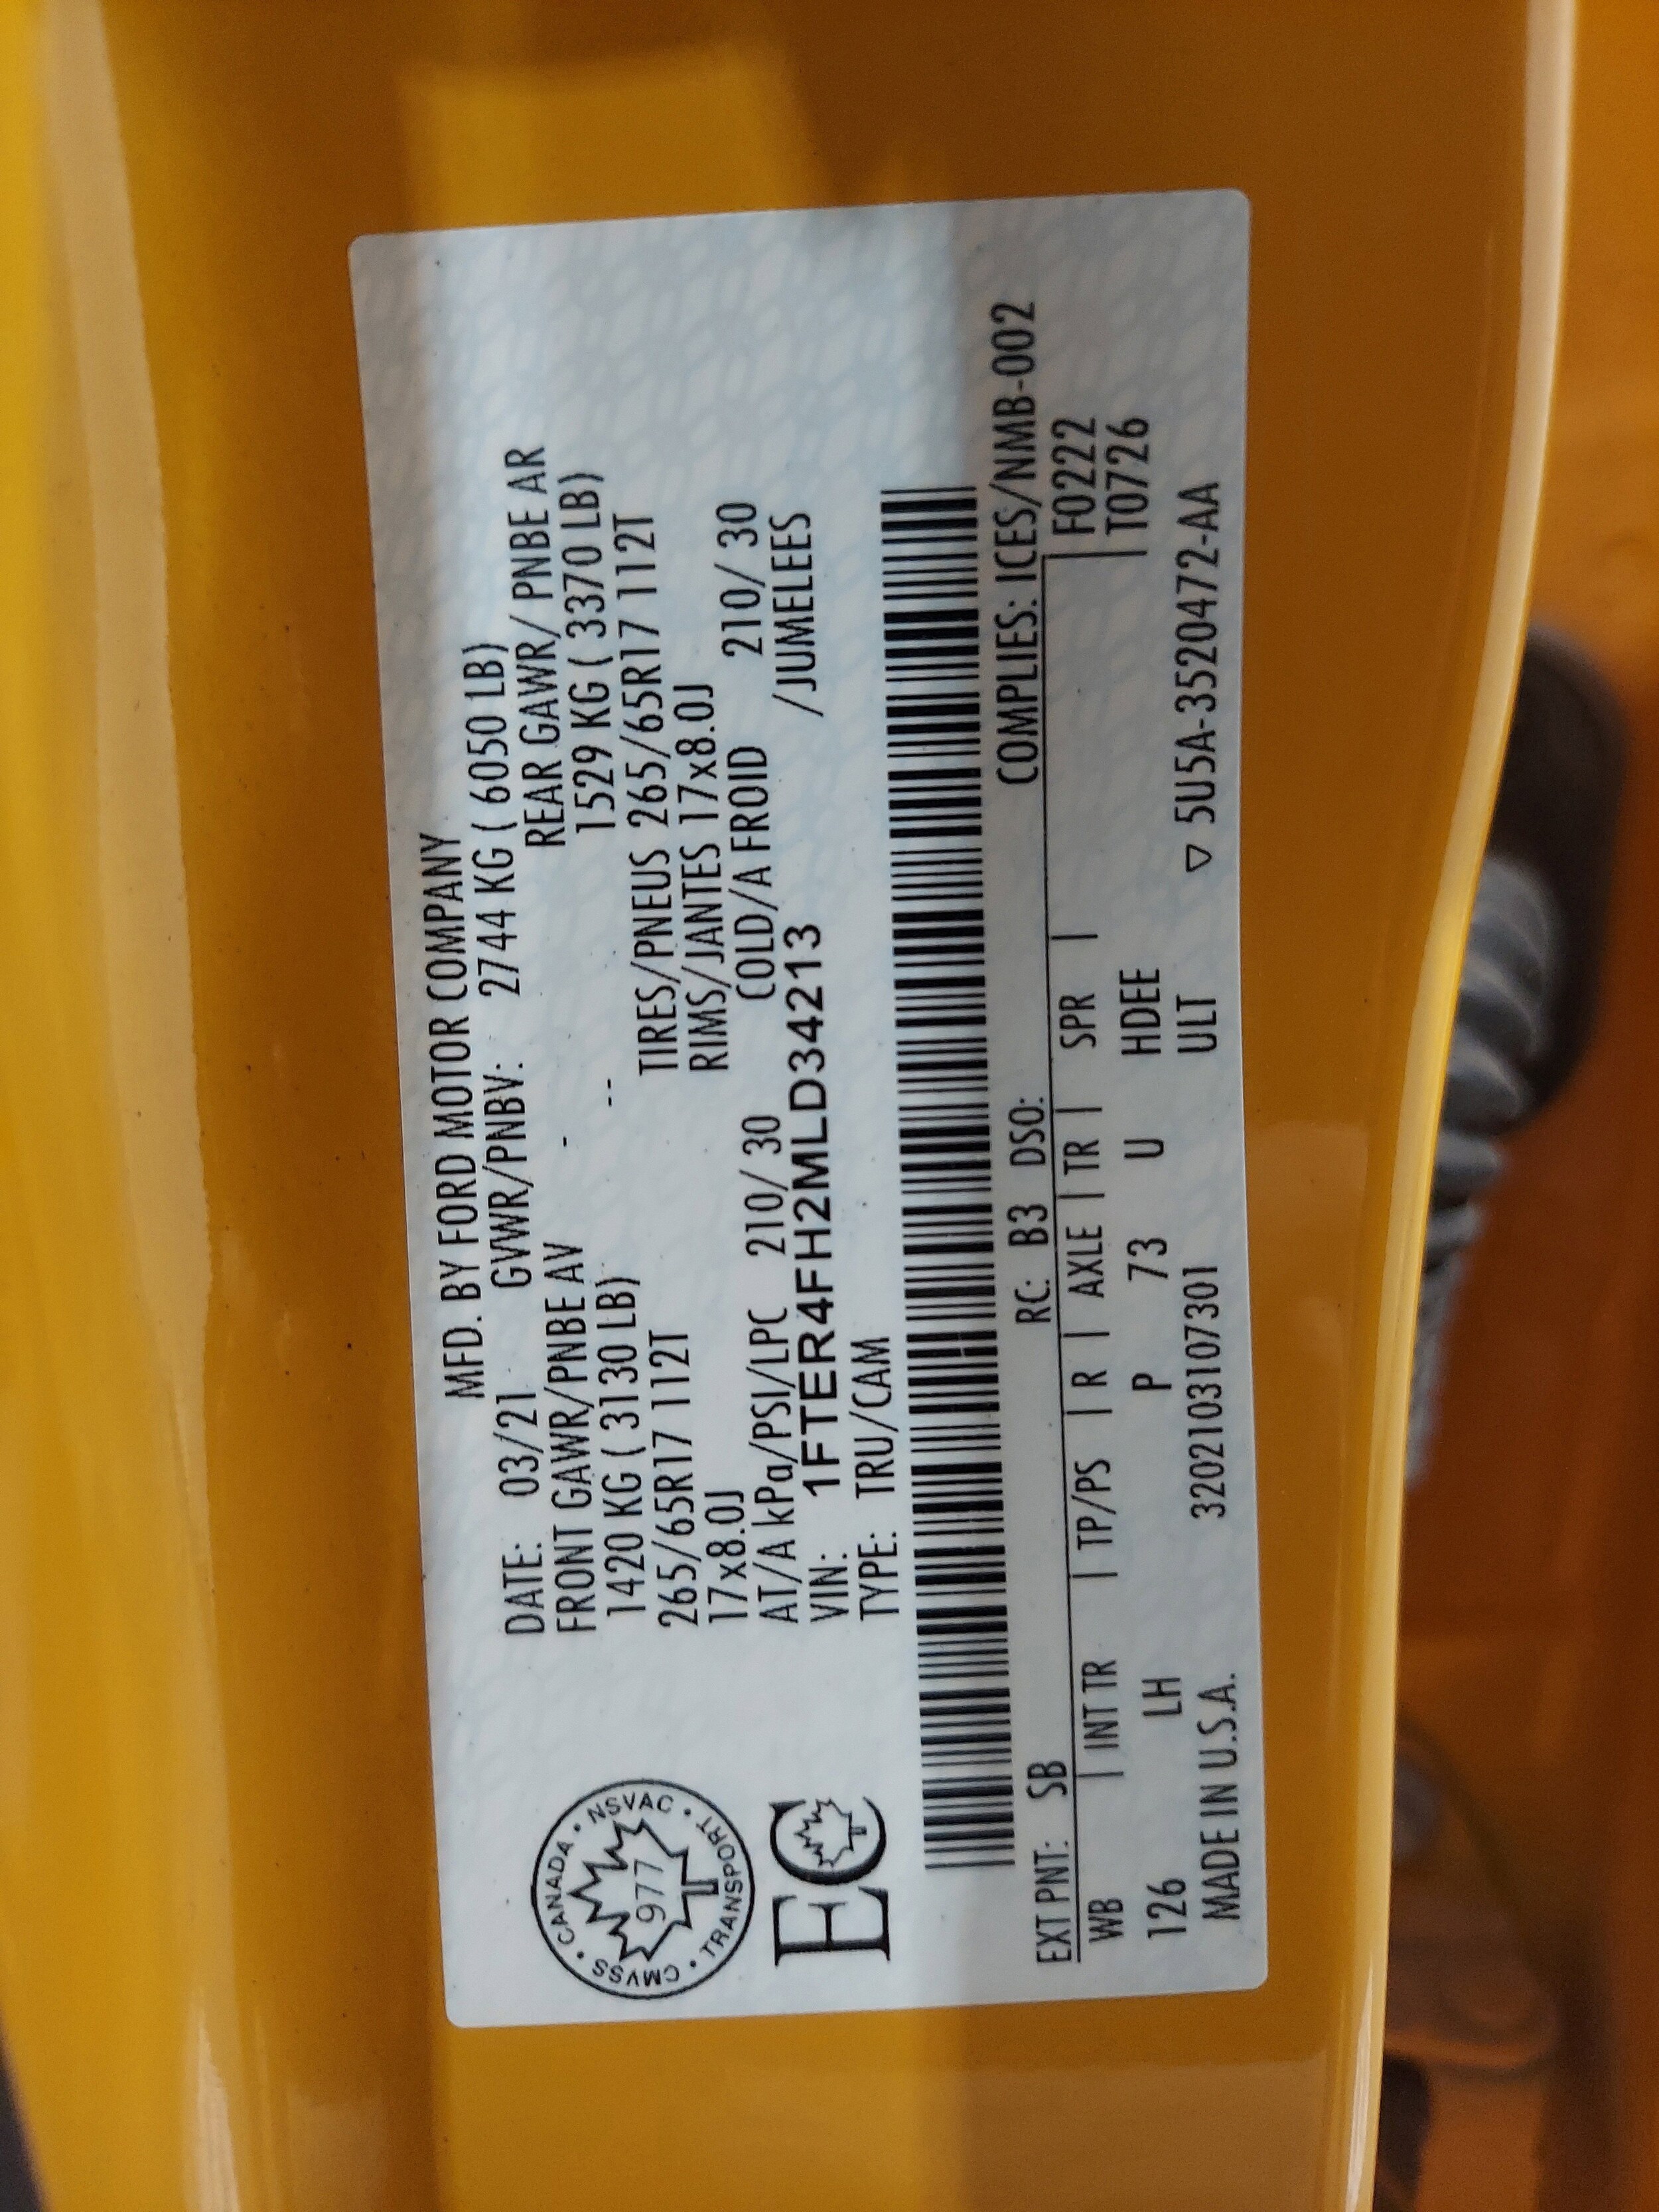 MFD. BY FORD MOTOR COMPANY
DATE: 03/21 GVWR/PNBV: 2744 KG ( 6050 LB)
FRONT GAWR/PNBE AV - REAR GAWR/ PNBE AR
1420 KG ( 3130 LB) -- 1529 KG ( 3370 LB)
265/65R17 112T TIRES/PNEUS 265/65R17 112T
17x8.0J RIMS/JANTES 17x8.0J
AT/A kPa/PSI/LPC 210/ 30 COLD/A FROID 210/ 30
VIN: 1FTER4FH2MLD34213 /JUMELEES
TYPE: TRU/CAM
CMVSS • CANADA • NSVAC • TRANSPORT •
977
EC
COMPLIES: ICES/NMB-002
EXT PNT: SB RC: B3 DSO:
WB | INT TR | TP/PS | R | AXLE | TR | SPR | F0222
126 LH P 73 U HDEE T0726
ULT
MADE IN U.S.A. 3202103107301 ▽ 5U5A-3520472-AA